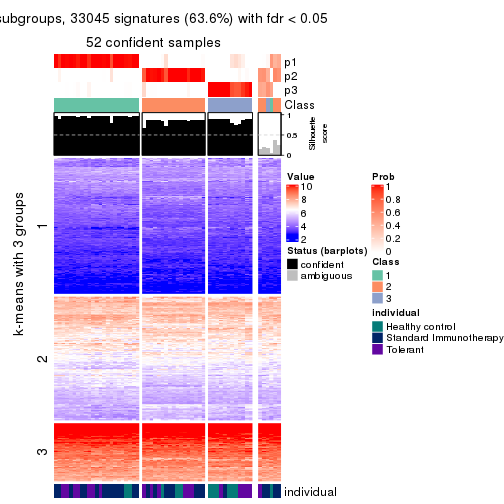 subgroups, 33045 signatures (63.6%) with fdr < 0.05
52 confident samples
p1
p2
p3
Class
1
0.5
0
Silhouette
score
k-means with 3 groups
1
2
3
individual
Value
10
8
6
4
2
Status (barplots)
confident
ambiguous
Prob
1
0.8
0.6
0.4
0.2
0
Class
1
2
3
individual
Healthy control
Standard Immunotherapy
Tolerant